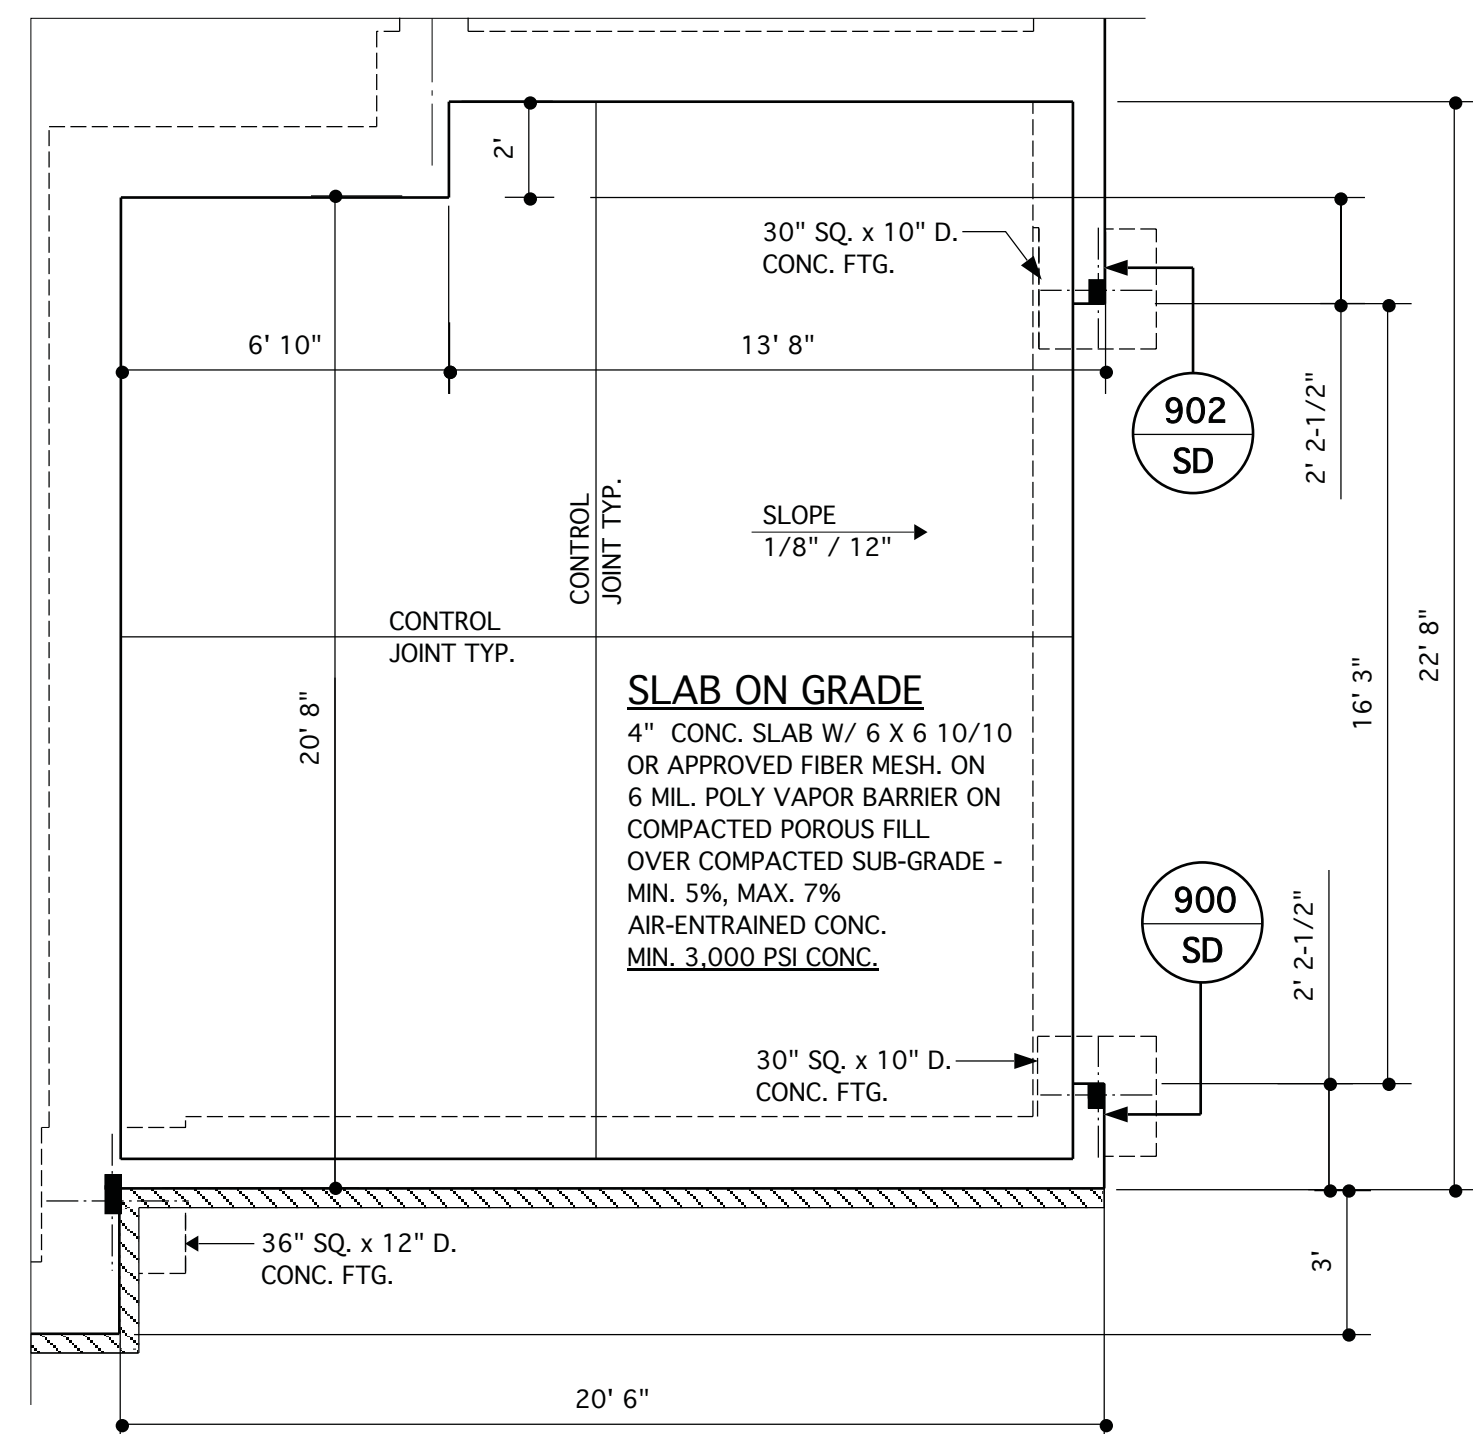 2'
30" SQ. x 10" D.
CONC. FTG.
6' 10"
13' 8"
902
SD
2' 2-1/2"
CONTROL
JOINT TYP.
SLOPE
1/8" / 12"
CONTROL
JOINT TYP.
22' 8"
16' 3"
20' 8"
SLAB ON GRADE
4" CONC. SLAB W/ 6 X 6 10/10
OR APPROVED FIBER MESH. ON
6 MIL. POLY VAPOR BARRIER ON
COMPACTED POROUS FILL
OVER COMPACTED SUB-GRADE -
MIN. 5%, MAX. 7%
AIR-ENTRAINED CONC.
MIN. 3,000 PSI CONC.
900
SD
2' 2-1/2"
30" SQ. x 10" D.
CONC. FTG.
36" SQ. x 12" D.
CONC. FTG.
3'
20' 6"